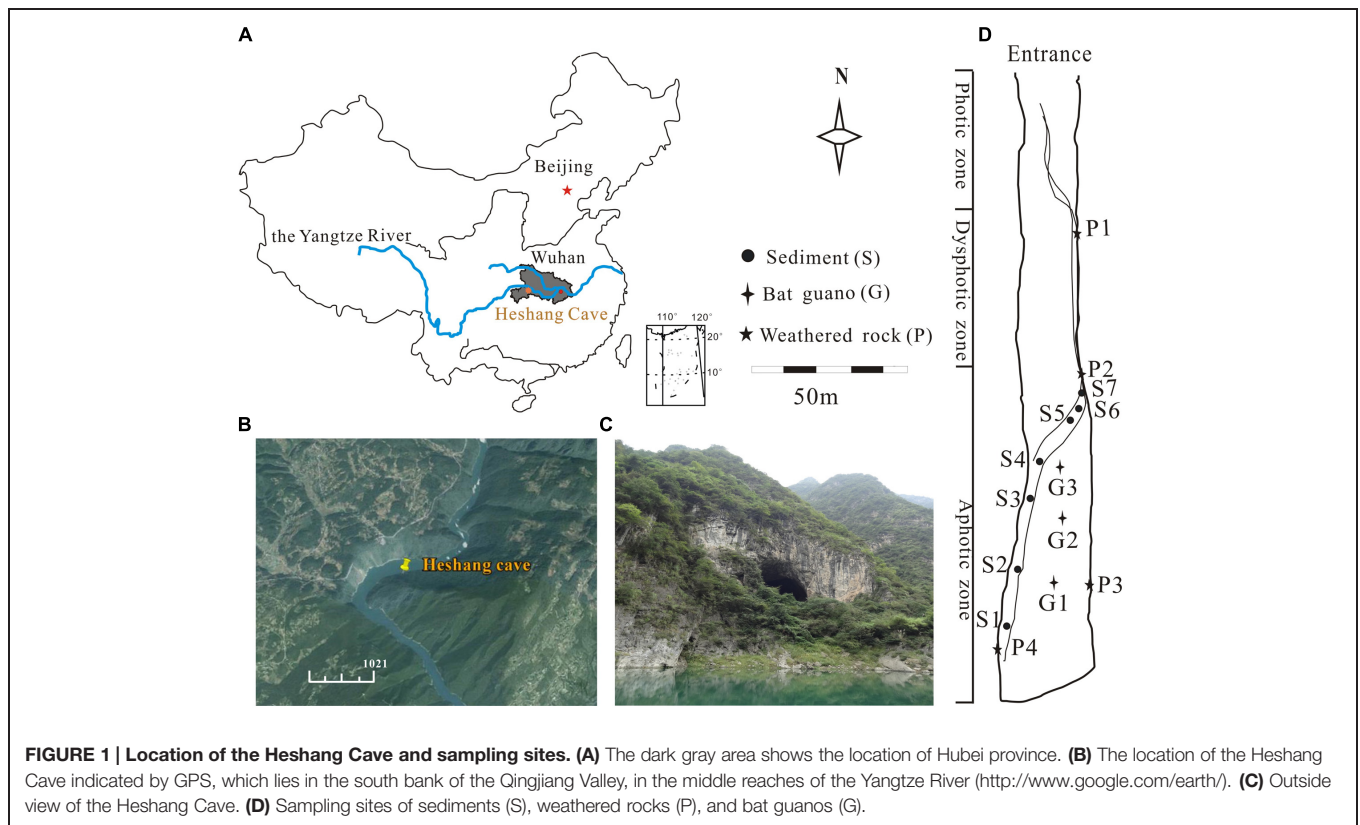 A
Beijing
the Yangtze River
Wuhan
Heshang Cave
110° 120°
20°
10°
N
Sediment (S)
Bat guano (G)
Weathered rock (P)
50m
B
Heshang cave
1021
C
D
Entrance
Photic zone
Dysphotic zone
Aphotic zone
P1
P2
S7
S6
S5
S4
G3
S3
G2
S2
G1
P3
S1
P4
FIGURE 1 | Location of the Heshang Cave and sampling sites. (A) The dark gray area shows the location of Hubei province. (B) The location of the Heshang
Cave indicated by GPS, which lies in the south bank of the Qingjiang Valley, in the middle reaches of the Yangtze River (http://www.google.com/earth/). (C) Outside
view of the Heshang Cave. (D) Sampling sites of sediments (S), weathered rocks (P), and bat guanos (G).